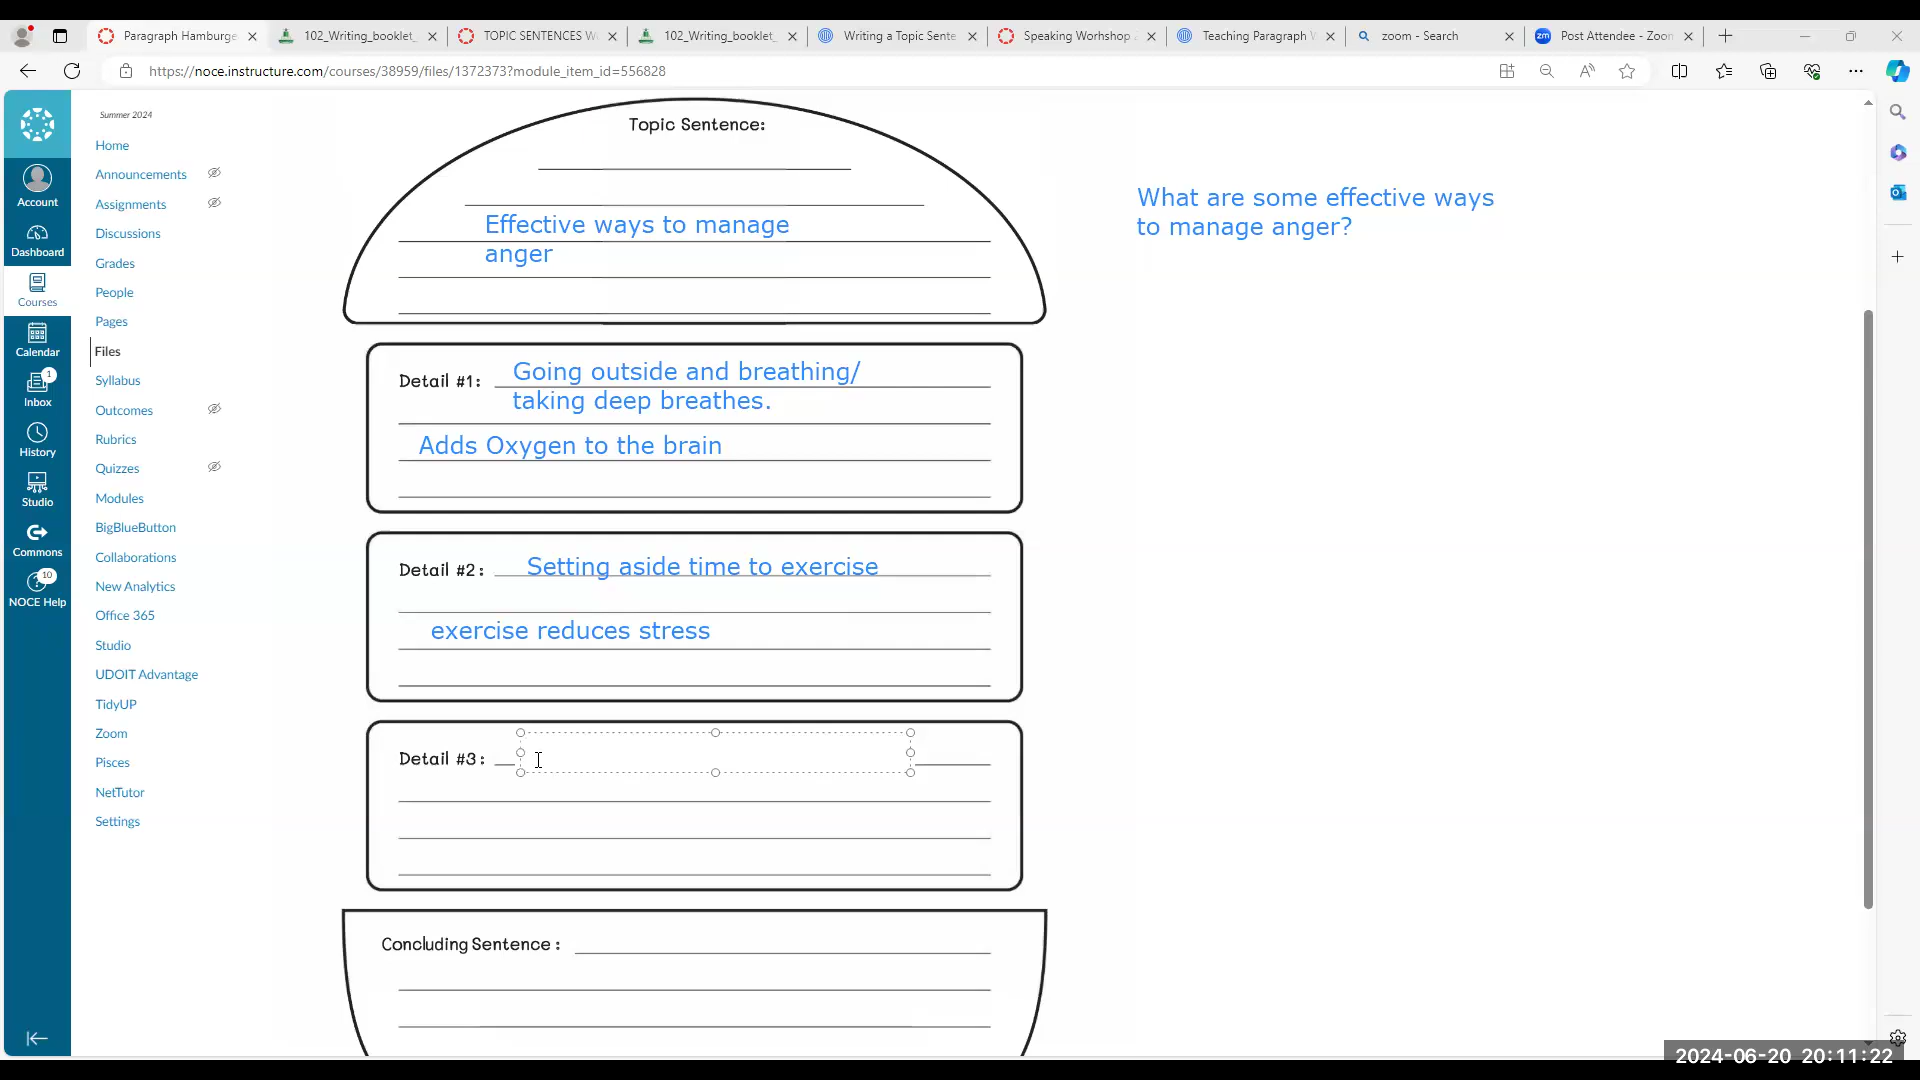 Paragraph Hamburge
102_Writing_booklet_
TOPIC SENTENCES W
102_Writing_booklet_
Writing a Topic Sente
Speaking Worhshop
Teaching Paragraph
zoom - Search
Post Attendee - Zoom
https://noce.instructure.com/courses/38959/files/1372373?module_item_id=556828
Account
Dashboard
Courses
Calendar
1
Inbox
History
Studio
Commons
10
NOCE Help
Summer 2024
Home
Announcements
Assignments
Discussions
Grades
People
Pages
Files
Syllabus
Outcomes
Rubrics
Quizzes
Modules
BigBlueButton
Collaborations
New Analytics
Office 365
Studio
UDOIT Advantage
TidyUP
Zoom
Pisces
NetTutor
Settings
Topic Sentence:
Effective ways to manage
anger
Detail #1:
Going outside and breathing/
taking deep breathes.
Adds Oxygen to the brain
Detail #2:
Setting aside time to exercise
exercise reduces stress
Detail #3:
Concluding Sentence :
What are some effective ways
to manage anger?
2024-06-20 20:11:22